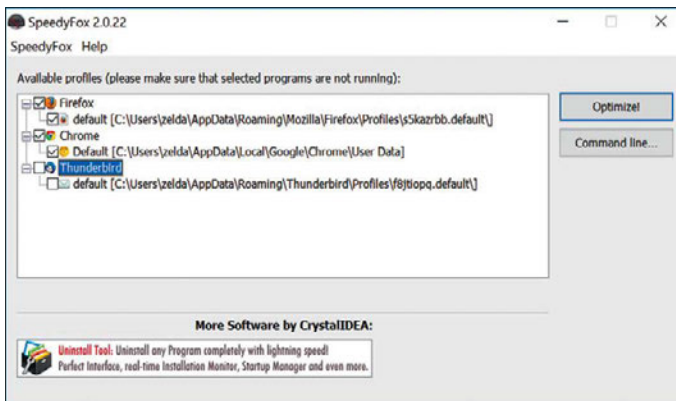 SpeedyFox 2.0.22
SpeedyFox Help
Available profiles (please make sure that selected programs are not running):
Firefox
default [C:\Users\zelda\AppData\Roaming\Mozilla\Firefox\Profiles\s5kazrbb.default\]
Chrome
Default [C:\Users\zelda\AppData\Local\Google\Chrome\User Data]
Thunderbird
default [C:\Users\zelda\AppData\Roaming\Thunderbird\Profiles\f8jtiopq.default\]
Optimize!
Command line...
More Software by CrystalIDEA:
Uninstall Tool: Uninstall any Program completely with lightning speed!
Perfect Interface, real-time Installation Monitor, Startup Manager and even more.